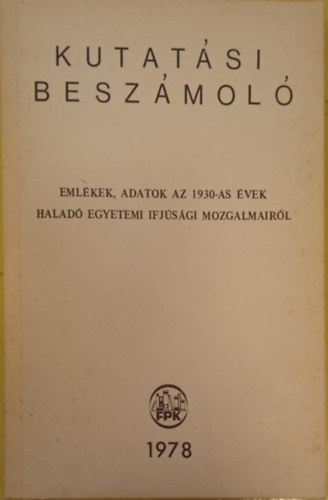 KUTATÁSI
BESZÁMOLÓ
EMLÉKEK, ADATOK AZ 1930-AS ÉVEK
HALADÓ EGYETEMI IFJÚSÁGI MOZGALMAIRÓL
FPK
1978